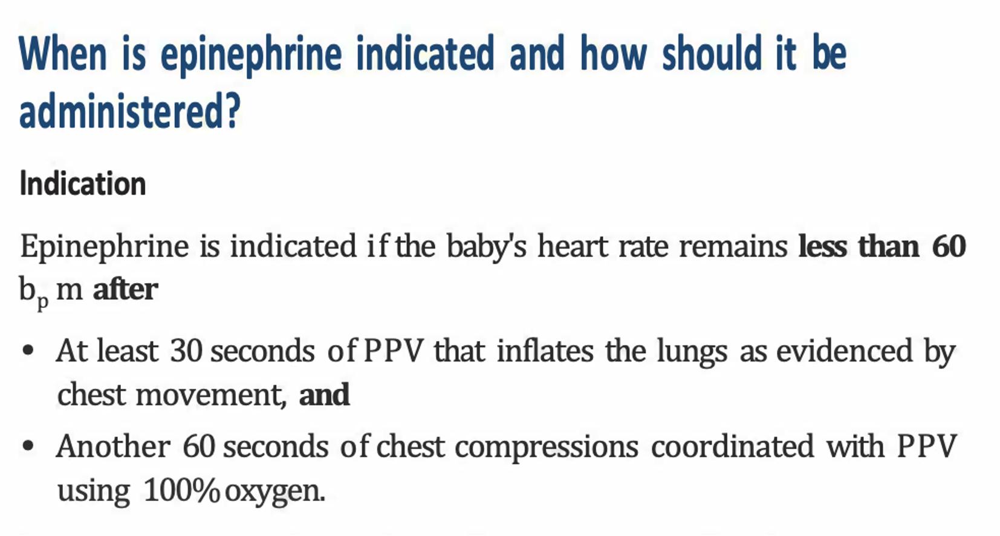 When is epinephrine indicated and how should it be
administered?
Indication
Epinephrine is indicated if the baby's heart rate remains less than 60
bpm after
• At least 30 seconds of PPV that inflates the lungs as evidenced by
chest movement, and
• Another 60 seconds of chest compressions coordinated with PPV
using 100% oxygen.